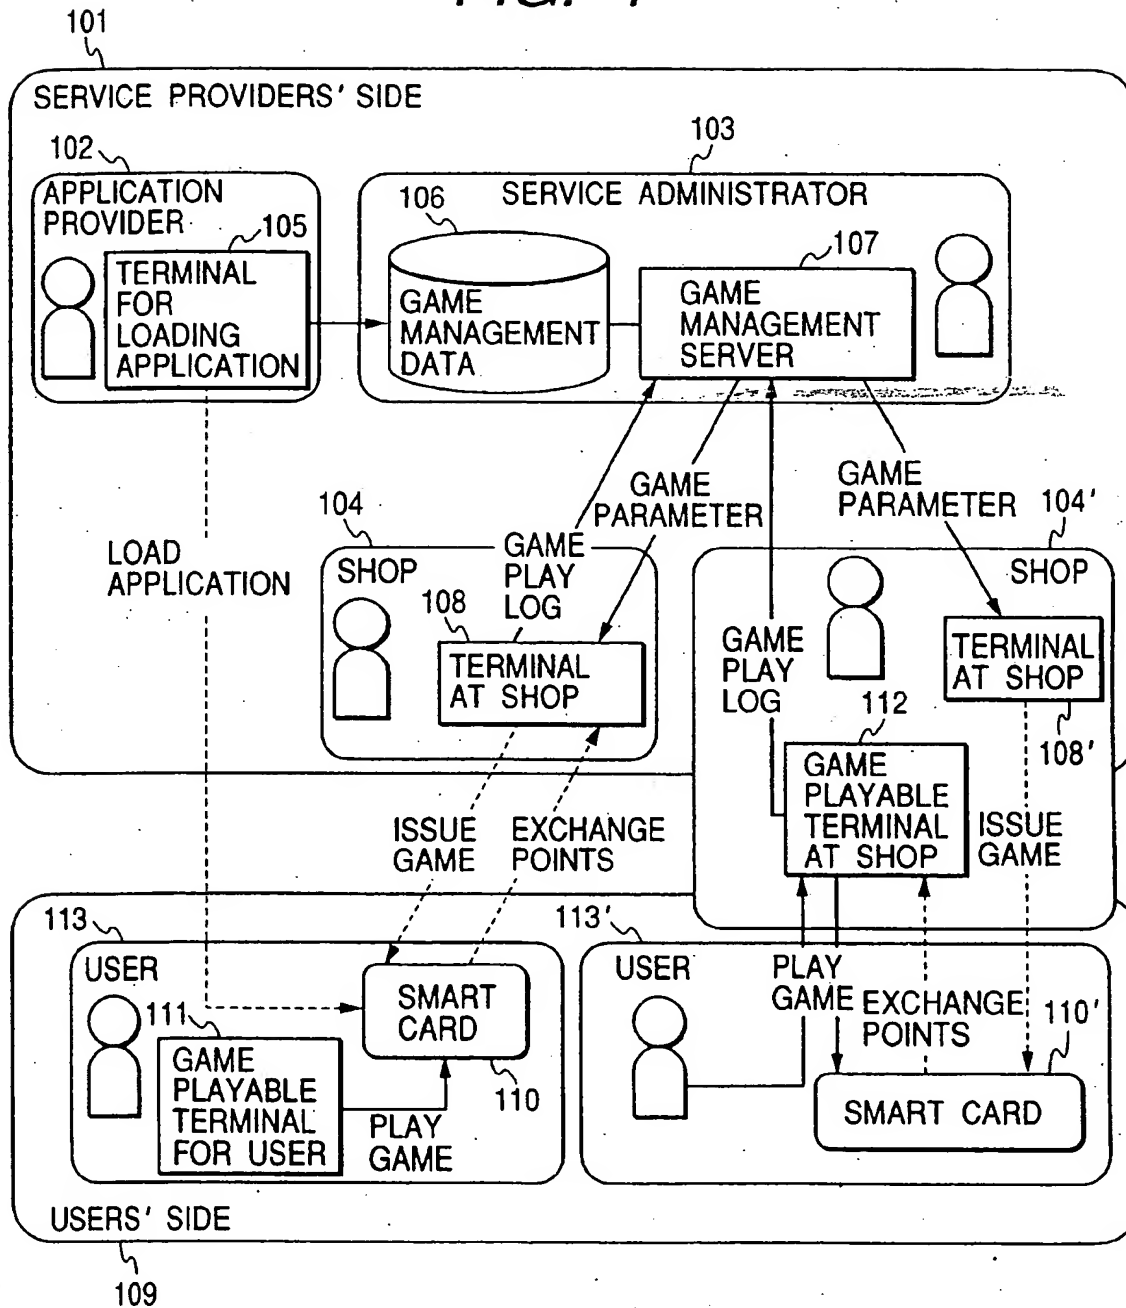 101
SERVICE PROVIDERS' SIDE
102
APPLICATION
PROVIDER
105
TERMINAL
FOR
LOADING
APPLICATION
103
SERVICE ADMINISTRATOR
106
GAME
MANAGEMENT
DATA
107
GAME
MANAGEMENT
SERVER
LOAD
APPLICATION
104
SHOP
108
TERMINAL
AT SHOP
GAME
PLAY
LOG
GAME
PARAMETER
GAME
PARAMETER
104'
SHOP
GAME
PLAY
LOG
TERMINAL
AT SHOP
108'
112
GAME
PLAYABLE
TERMINAL
AT SHOP
ISSUE
GAME
EXCHANGE
POINTS
ISSUE
GAME
113
USER
111
GAME
PLAYABLE
TERMINAL
FOR USER
PLAY
GAME
SMART
CARD
110
113'
USER
PLAY
GAME
EXCHANGE
POINTS
110'
SMART CARD
USERS' SIDE
109